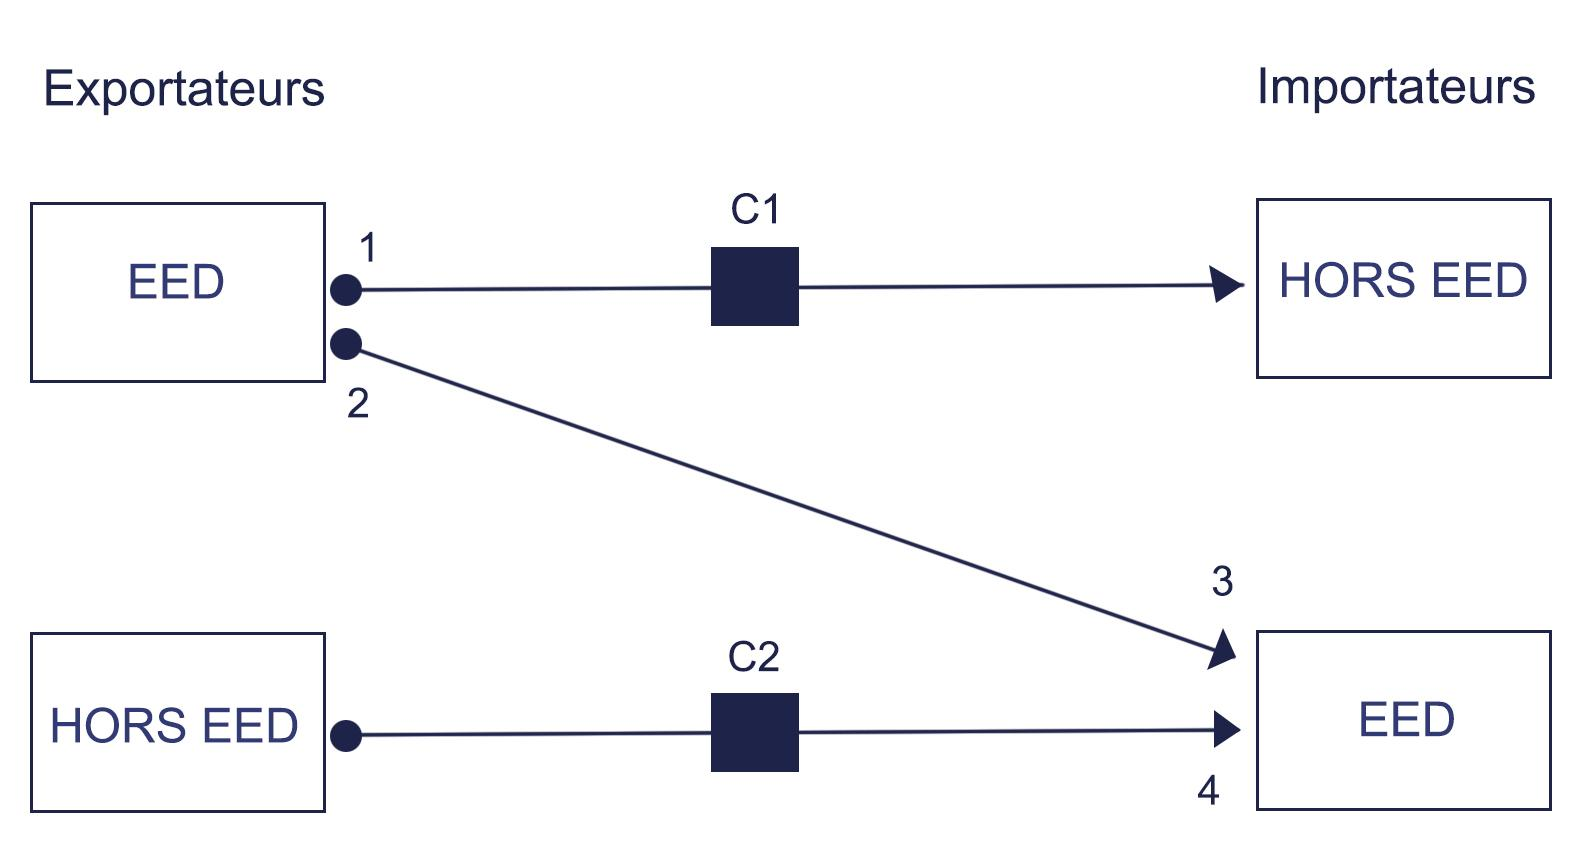 Exportateurs
Importateurs
C1
1
EED
HORS EED
2
3
C2
HORS EED
EED
4